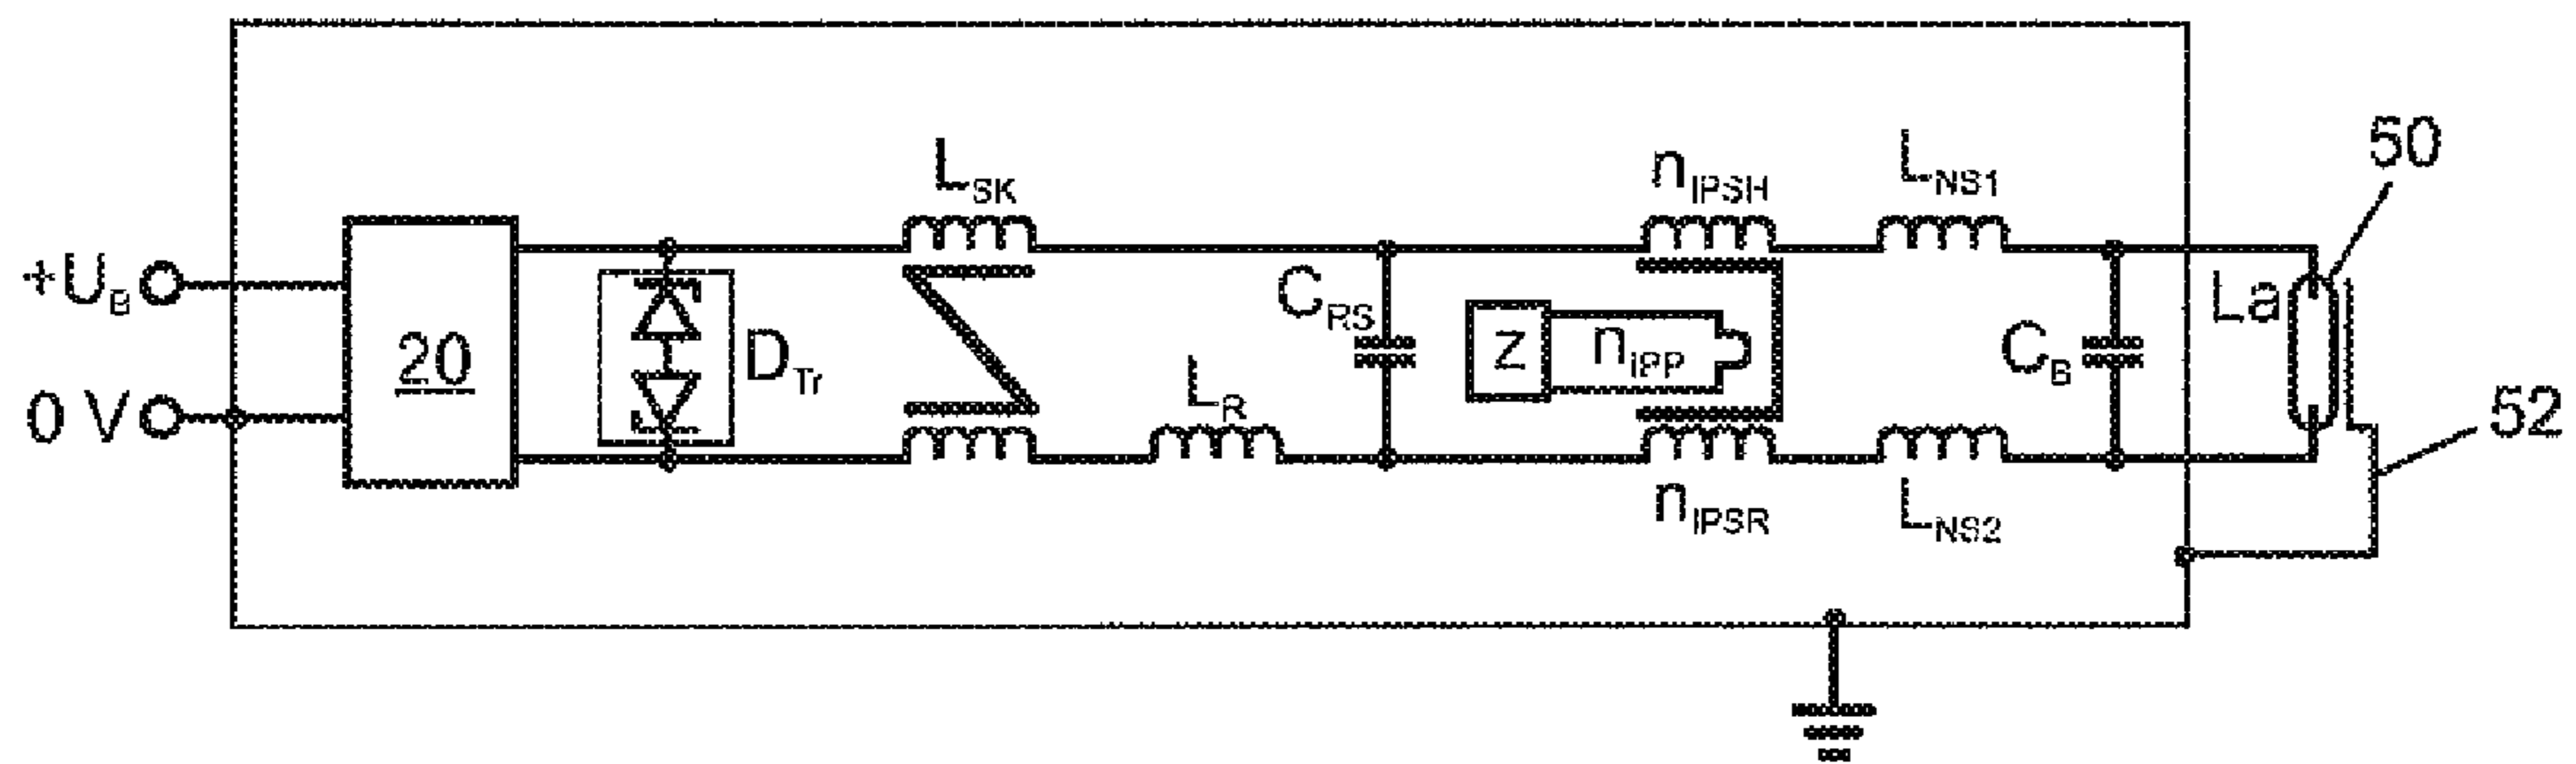 +U_B
0 V
20
D_Tr
L_SK
L_R
C_RS
Z
n_IPP
n_IPSH
n_IPSR
L_NS1
L_NS2
C_B
La
50
52